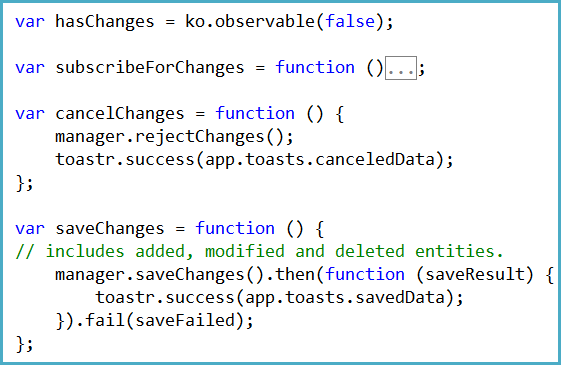 var hasChanges = ko.observable(false);
var subscribeForChanges = function ()...;
var cancelChanges = function () {
manager.rejectChanges();
toastr.success(app.toasts.canceledData);
};
var saveChanges = function () {
// includes added, modified and deleted entities.
manager.saveChanges().then(function (saveResult) {
toastr.success(app.toasts.savedData);
}).fail(saveFailed);
};